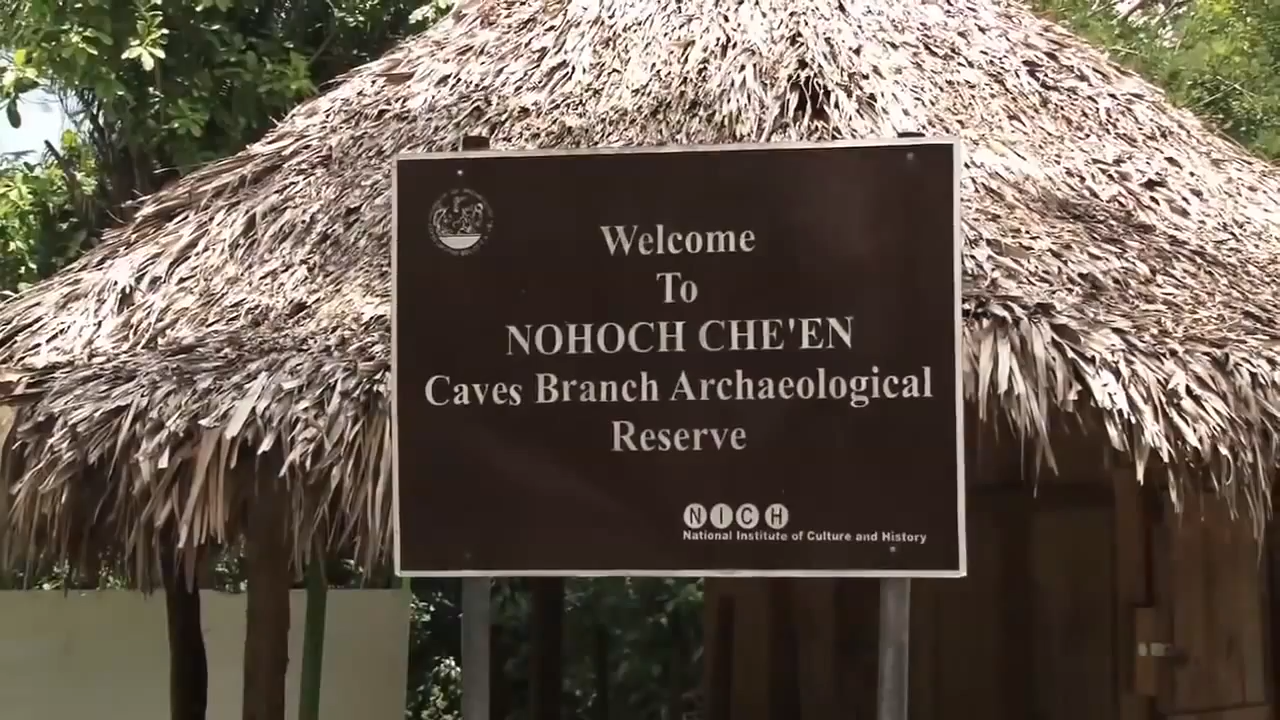 Welcome
To
NOHOCH CHE'EN
Caves Branch Archaeological
Reserve
NICH
National Institute of Culture and History